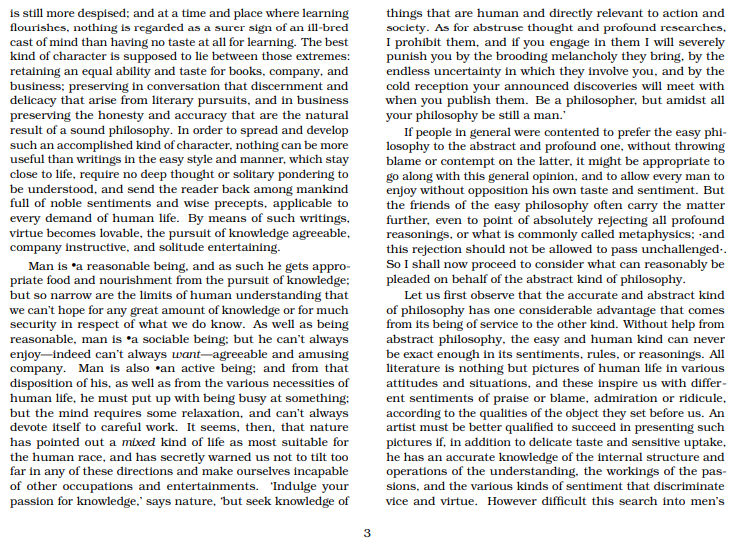 is still more despised; and at a time and place where learning
flourishes, nothing is regarded as a surer sign of an ill-bred
cast of mind than having no taste at all for learning. The best
kind of character is supposed to lie between those extremes:
retaining an equal ability and taste for books, company, and
business; preserving in conversation that discernment and
delicacy that arise from literary pursuits, and in business
preserving the honesty and accuracy that are the natural
result of a sound philosophy. In order to spread and develop
such an accomplished kind of character, nothing can be more
useful than writings in the easy style and manner, which stay
close to life, require no deep thought or solitary pondering to
be understood, and send the reader back among mankind
full of noble sentiments and wise precepts, applicable to
every demand of human life. By means of such writings,
virtue becomes lovable, the pursuit of knowledge agreeable,
company instructive, and solitude entertaining.
Man is •a reasonable being, and as such he gets appro-
priate food and nourishment from the pursuit of knowledge;
but so narrow are the limits of human understanding that
we can't hope for any great amount of knowledge or for much
security in respect of what we do know. As well as being
reasonable, man is •a sociable being; but he can't always
enjoy—indeed can't always want—agreeable and amusing
company. Man is also •an active being; and from that
disposition of his, as well as from the various necessities of
human life, he must put up with being busy at something;
but the mind requires some relaxation, and can't always
devote itself to careful work. It seems, then, that nature
has pointed out a mixed kind of life as most suitable for
the human race, and has secretly warned us not to tilt too
far in any of these directions and make ourselves incapable
of other occupations and entertainments. 'Indulge your
passion for knowledge,' says nature, 'but seek knowledge of
things that are human and directly relevant to action and
society. As for abstruse thought and profound researches,
I prohibit them, and if you engage in them I will severely
punish you by the brooding melancholy they bring, by the
endless uncertainty in which they involve you, and by the
cold reception your announced discoveries will meet with
when you publish them. Be a philosopher, but amidst all
your philosophy be still a man.'
If people in general were contented to prefer the easy phi-
losophy to the abstract and profound one, without throwing
blame or contempt on the latter, it might be appropriate to
go along with this general opinion, and to allow every man to
enjoy without opposition his own taste and sentiment. But
the friends of the easy philosophy often carry the matter
further, even to point of absolutely rejecting all profound
reasonings, or what is commonly called metaphysics; ·and
this rejection should not be allowed to pass unchallenged·.
So I shall now proceed to consider what can reasonably be
pleaded on behalf of the abstract kind of philosophy.
Let us first observe that the accurate and abstract kind
of philosophy has one considerable advantage that comes
from its being of service to the other kind. Without help from
abstract philosophy, the easy and human kind can never
be exact enough in its sentiments, rules, or reasonings. All
literature is nothing but pictures of human life in various
attitudes and situations, and these inspire us with differ-
ent sentiments of praise or blame, admiration or ridicule,
according to the qualities of the object they set before us. An
artist must be better qualified to succeed in presenting such
pictures if, in addition to delicate taste and sensitive uptake,
he has an accurate knowledge of the internal structure and
operations of the understanding, the workings of the pas-
sions, and the various kinds of sentiment that discriminate
vice and virtue. However difficult this search into men's
3